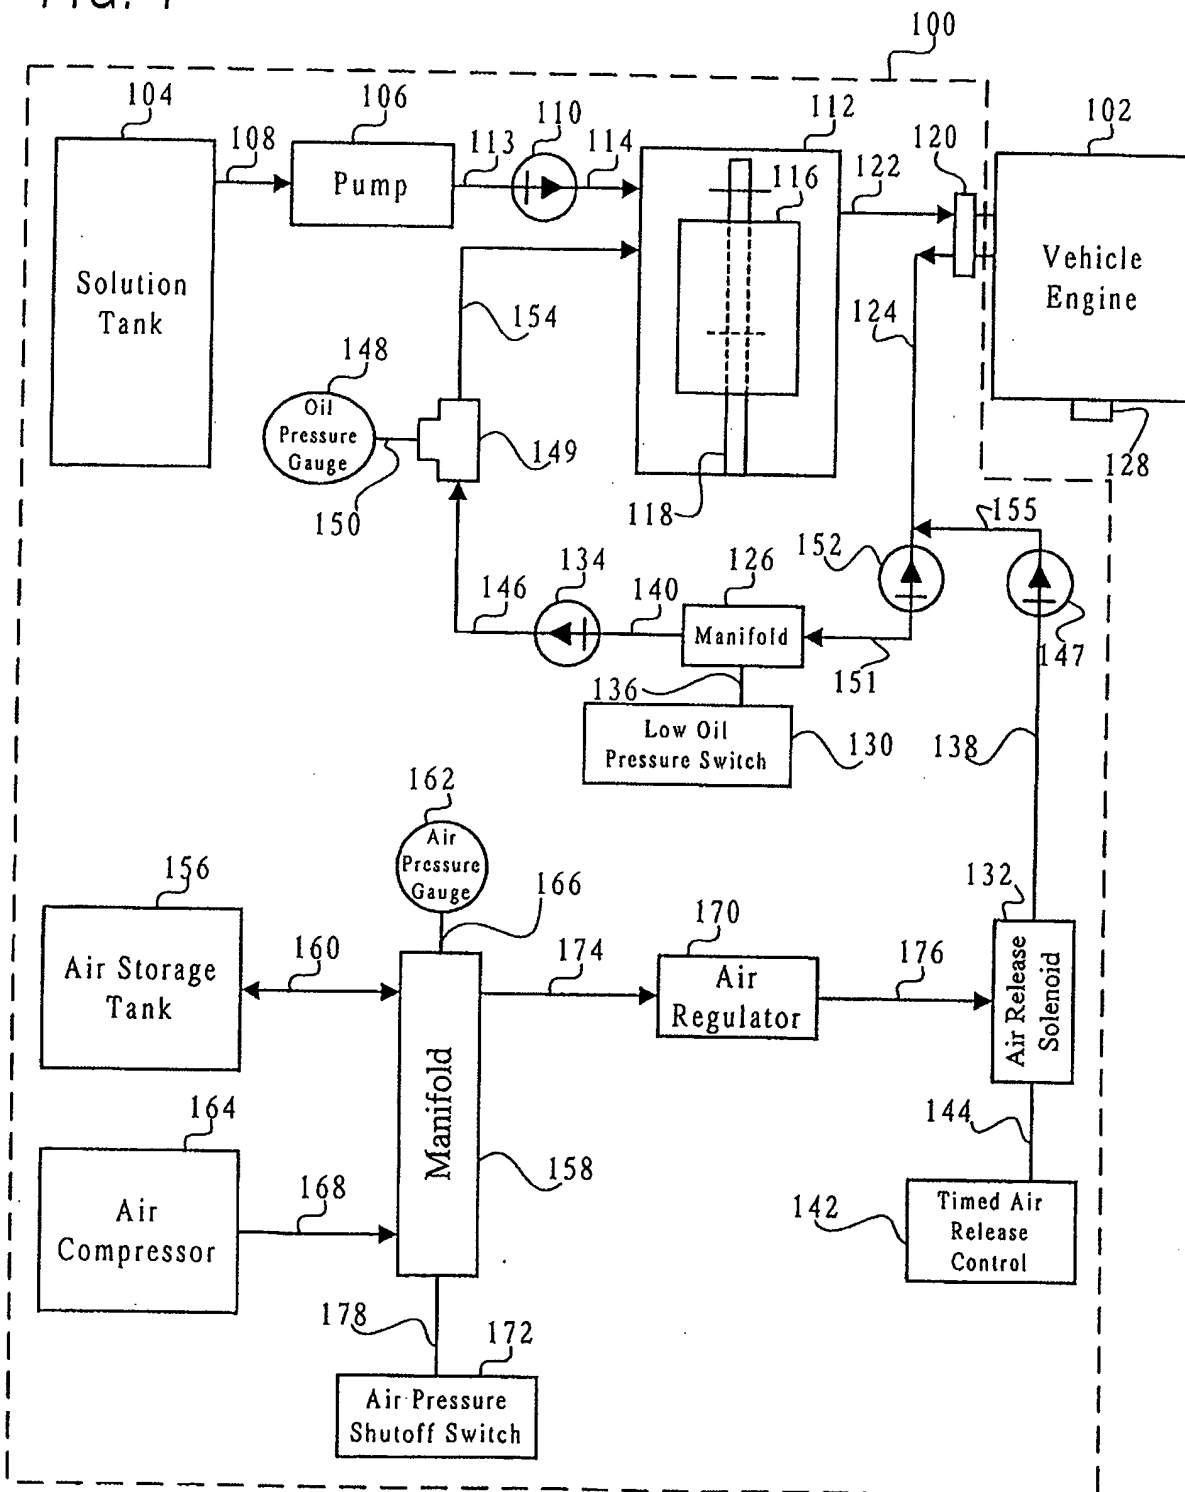 100
104
106
110
112
102
108
113
114
120
122
116
Pump
Solution
Tank
Vehicle
Engine
154
124
148
Oil
Pressure
Gauge
149
128
150
118
155
152
134
126
146
140
Manifold
147
151
136
Low Oil
Pressure Switch
130
138
162
Air
Pressure
Gauge
156
166
132
170
160
174
176
Air Storage
Tank
Air
Regulator
Air Release
Solenoid
Manifold
164
144
158
168
Air
Compressor
142
Timed Air
Release
Control
178
172
Air Pressure
Shutoff Switch